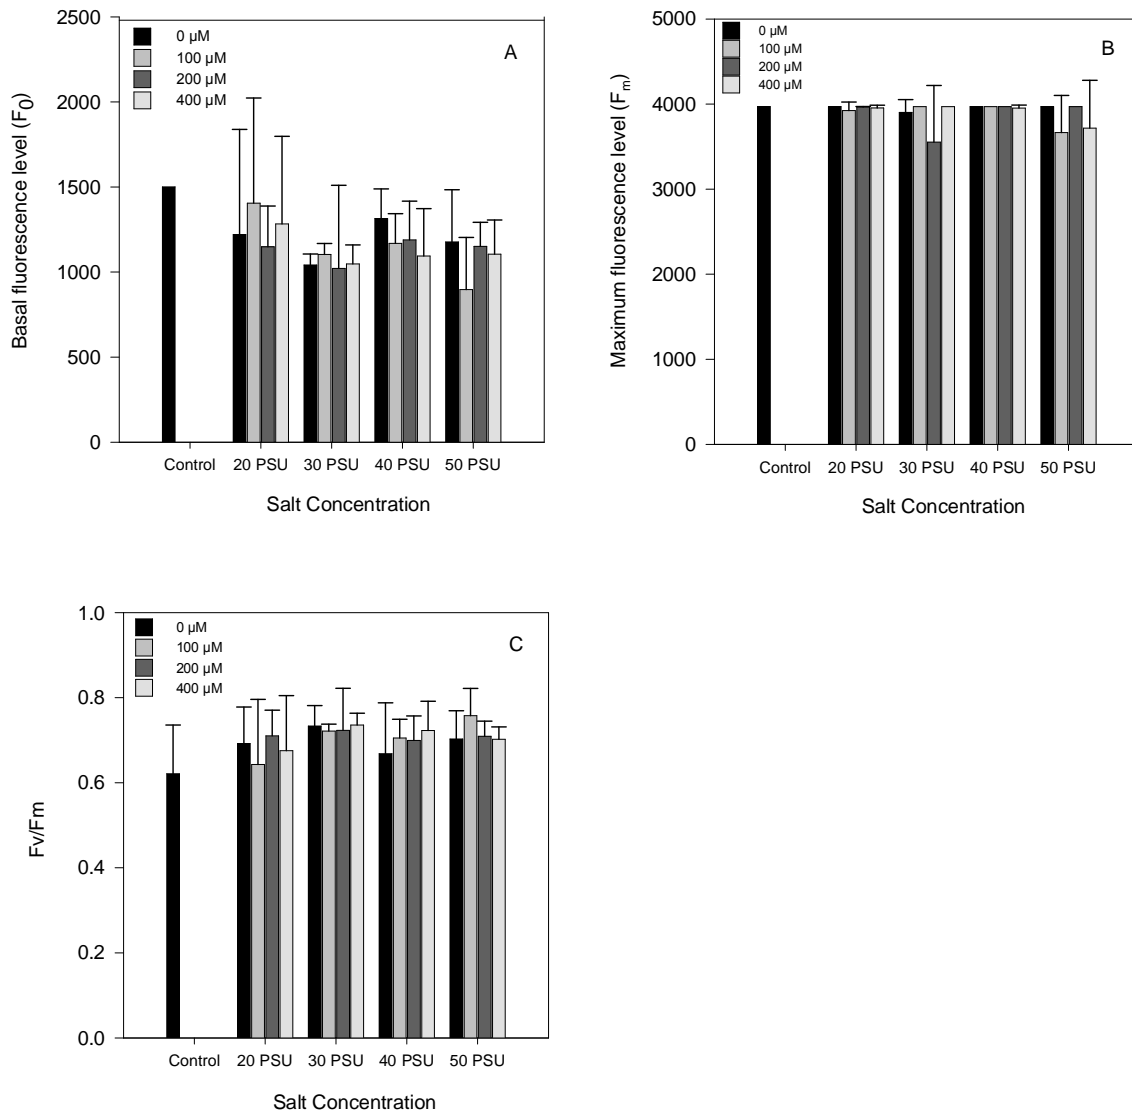 A
0 µM
100 µM
200 µM
400 µM
2500
2000
1500
1000
500
0
Basal fluorescence level (F0)
Control 20 PSU 30 PSU 40 PSU 50 PSU
Salt Concentration
B
0 µM
100 µM
200 µM
400 µM
5000
4000
3000
2000
1000
0
Maximum fluorescence level (Fm)
Control 20 PSU 30 PSU 40 PSU 50 PSU
Salt Concentration
C
0 µM
100 µM
200 µM
400 µM
1.0
0.8
0.6
0.4
0.2
0.0
Fv/Fm
Control 20 PSU 30 PSU 40 PSU 50 PSU
Salt Concentration